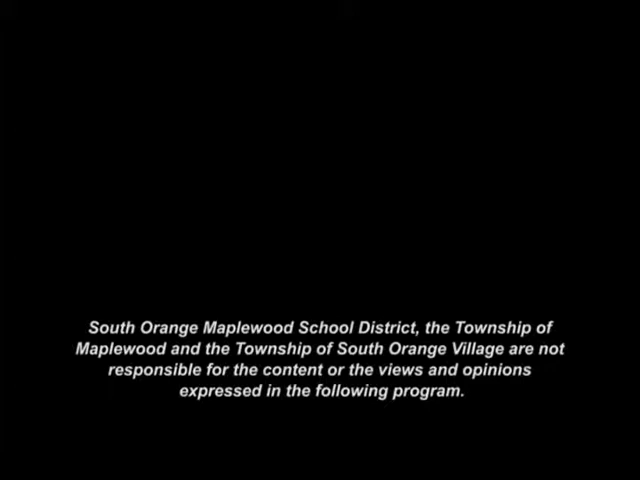 South Orange Maplewood School District, the Township of
Maplewood and the Township of South Orange Village are not
responsible for the content or the views and opinions
expressed in the following program.